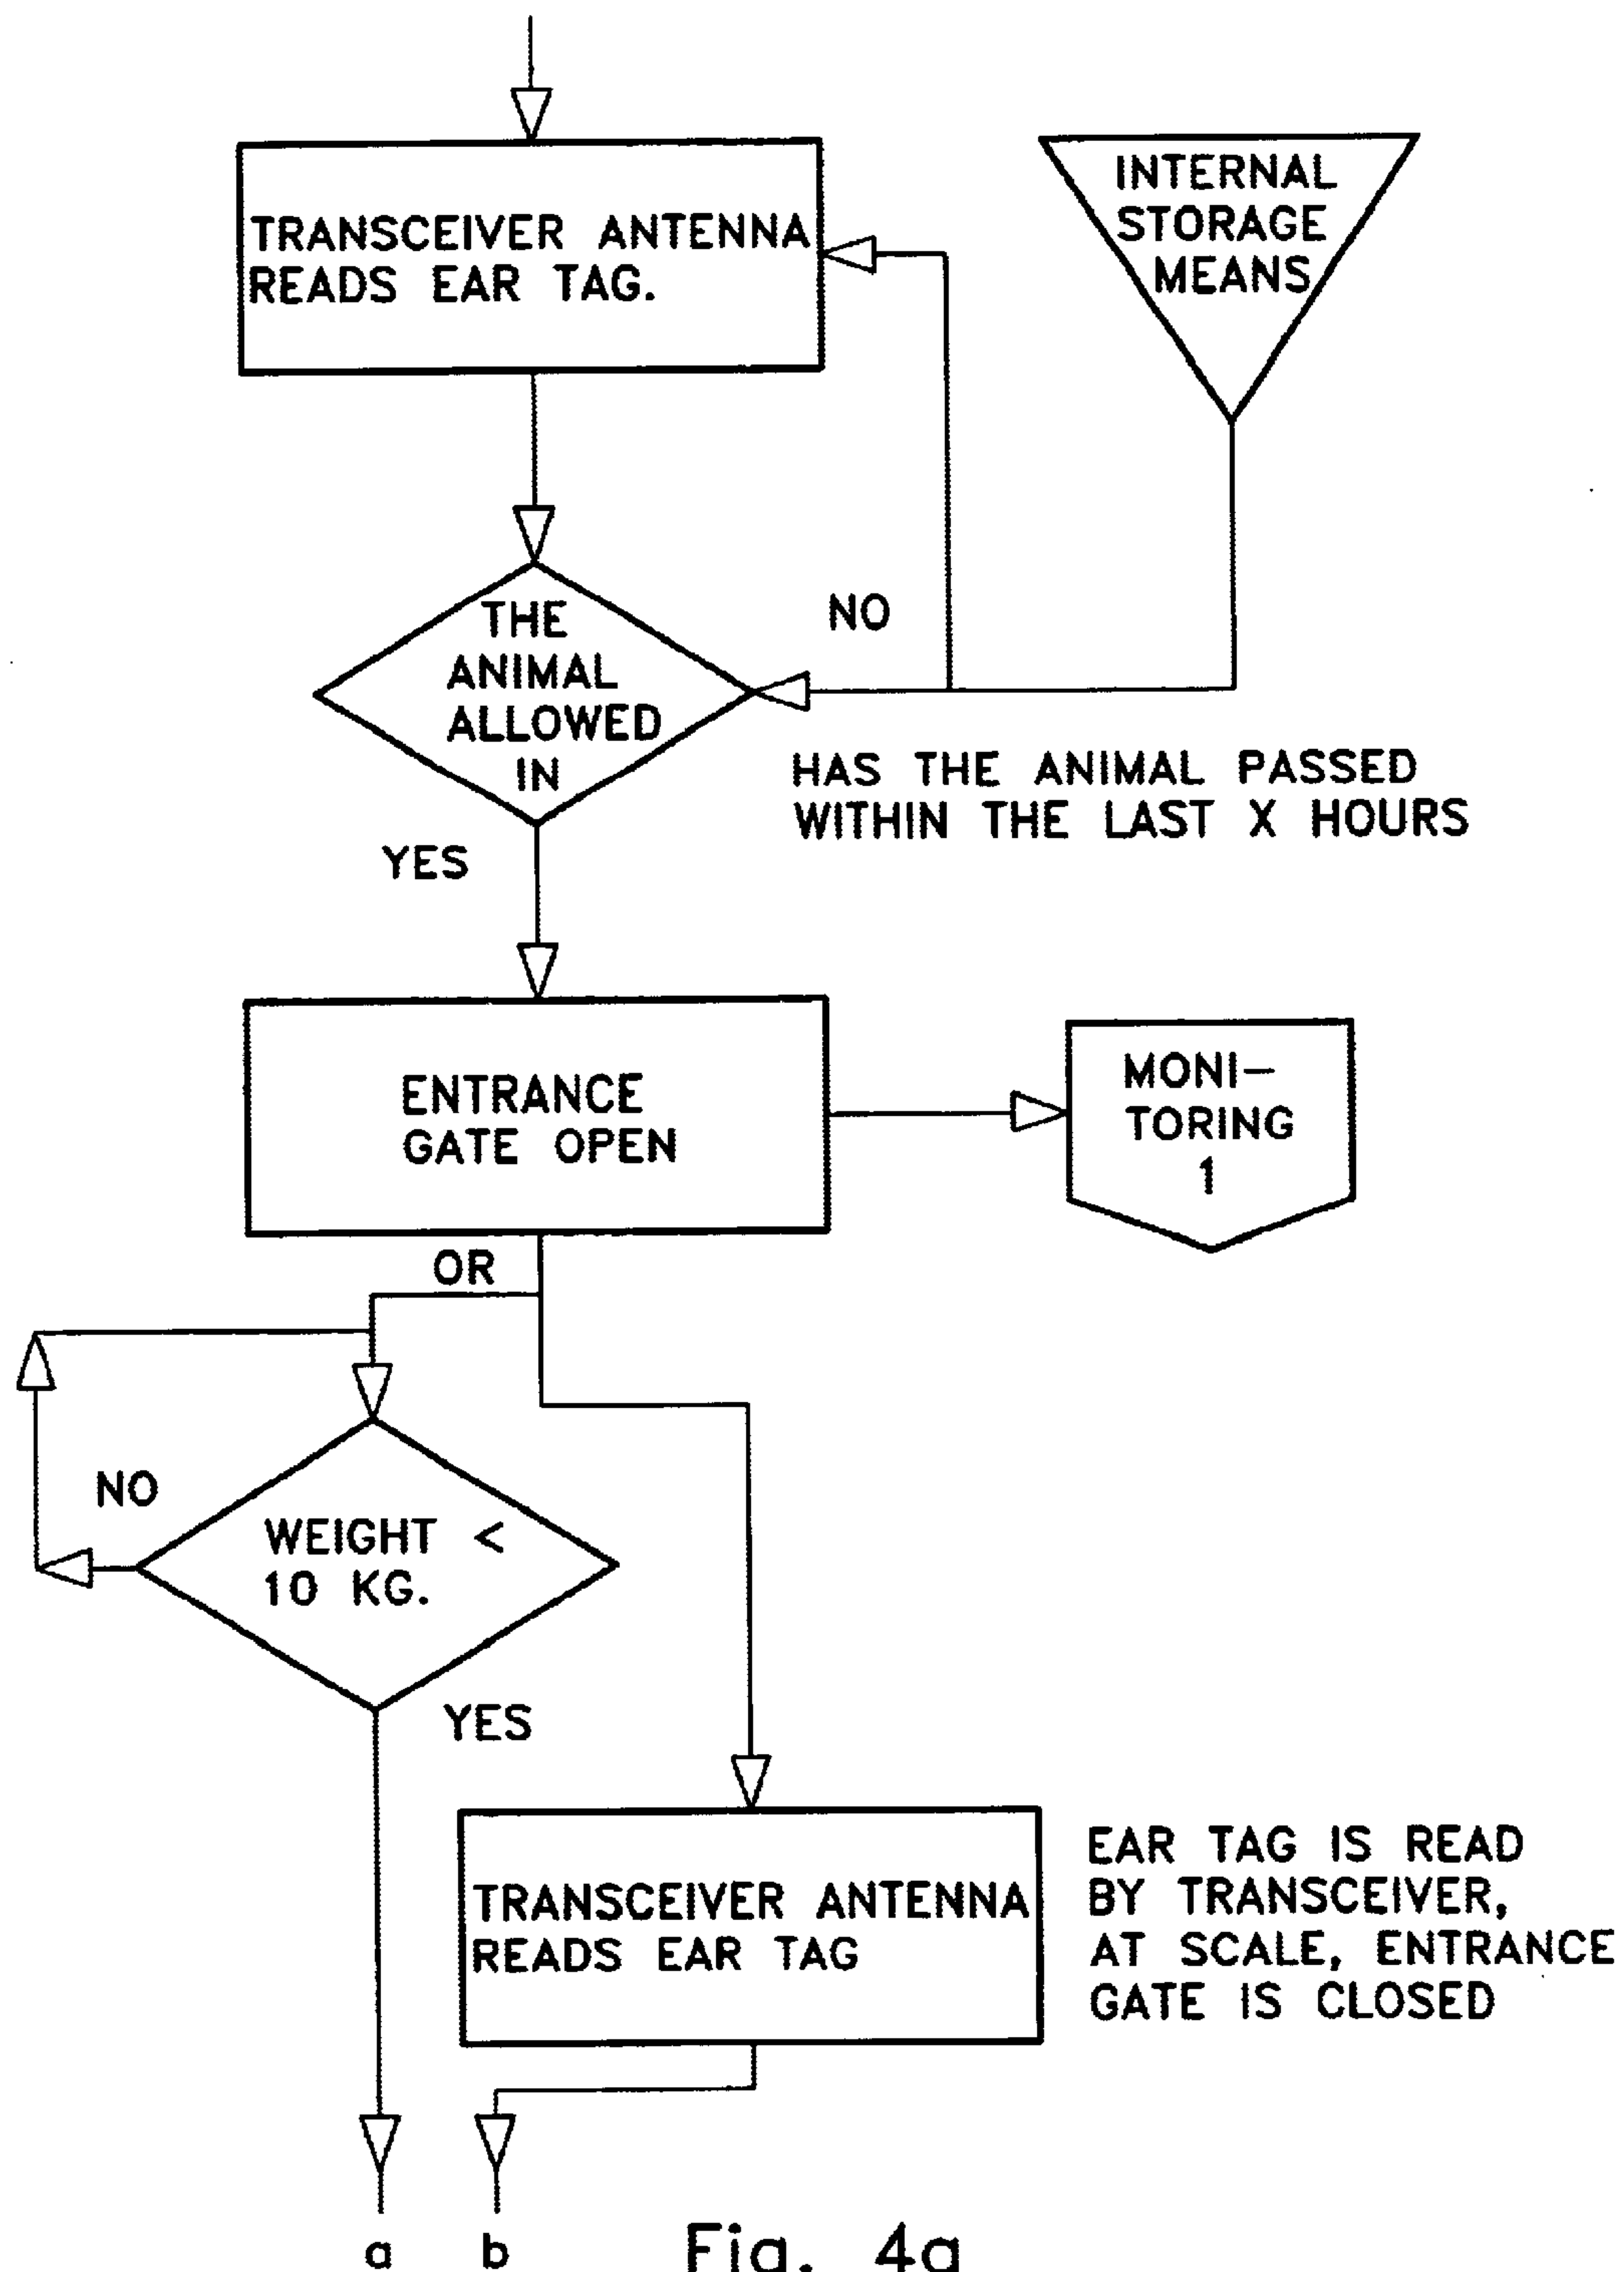 TRANSCEIVER ANTENNA
READS EAR TAG.
INTERNAL
STORAGE
MEANS
THE
ANIMAL
ALLOWED
IN
NO
HAS THE ANIMAL PASSED
WITHIN THE LAST X HOURS
YES
ENTRANCE
GATE OPEN
MONI-
TORING
1
OR
NO
WEIGHT <
10 KG.
YES
TRANSCEIVER ANTENNA
READS EAR TAG
EAR TAG IS READ
BY TRANSCEIVER,
AT SCALE, ENTRANCE
GATE IS CLOSED
a b
Fig. 4a